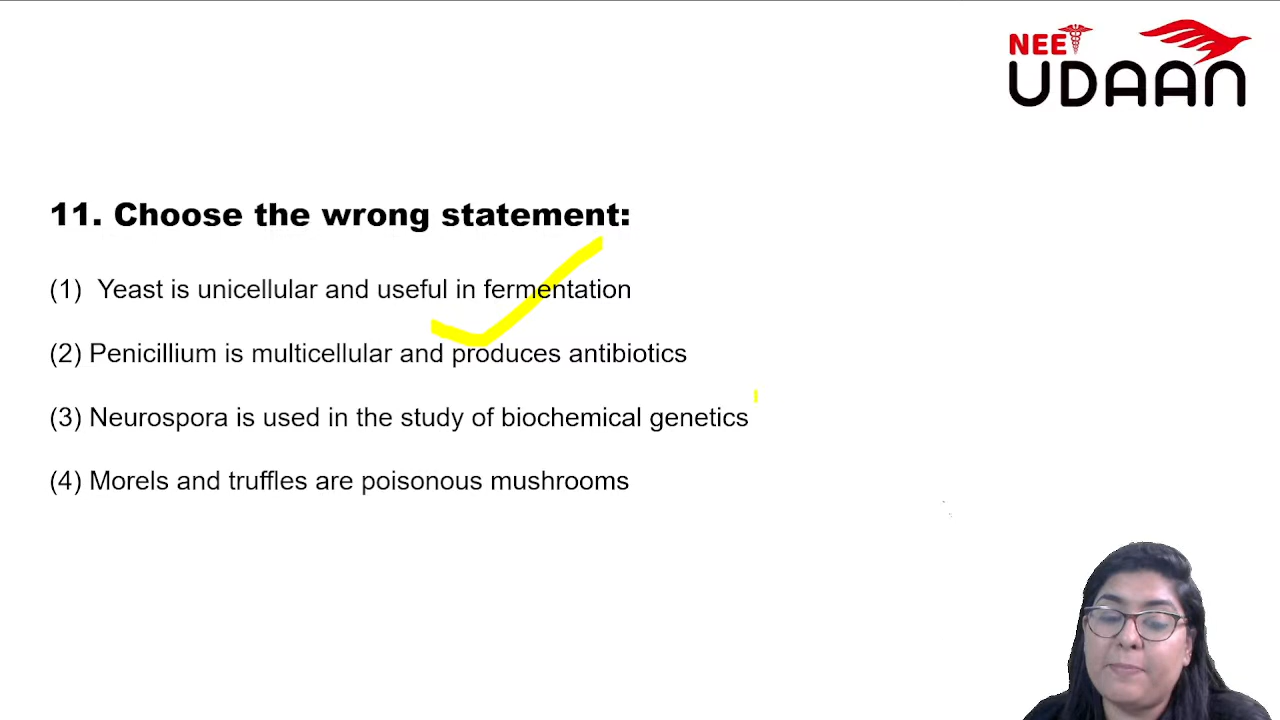 NEET
UDAAN
11. Choose the wrong statement:
(1) Yeast is unicellular and useful in fermentation
(2) Penicillium is multicellular and produces antibiotics
(3) Neurospora is used in the study of biochemical genetics
(4) Morels and truffles are poisonous mushrooms